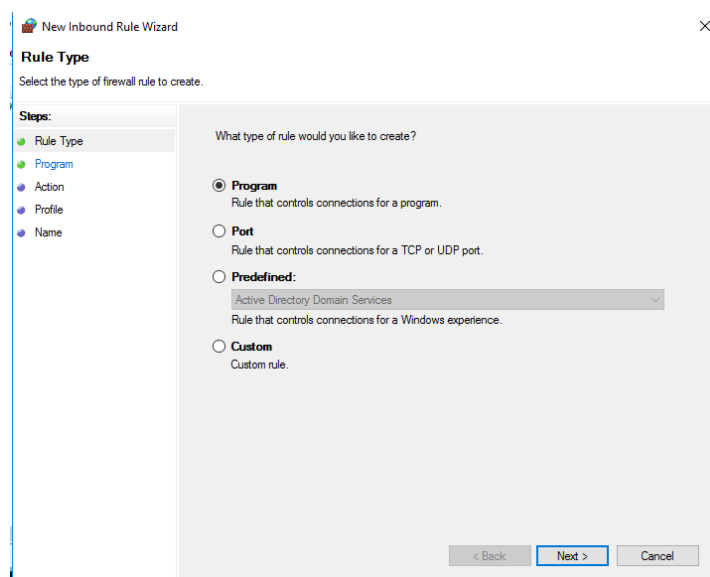 New Inbound Rule Wizard
Rule Type
Select the type of firewall rule to create.
Steps:
Rule Type
Program
Action
Profile
Name
What type of rule would you like to create?
Program
Rule that controls connections for a program.
Port
Rule that controls connections for a TCP or UDP port.
Predefined:
Active Directory Domain Services
Rule that controls connections for a Windows experience.
Custom
Custom rule.
< Back
Next >
Cancel